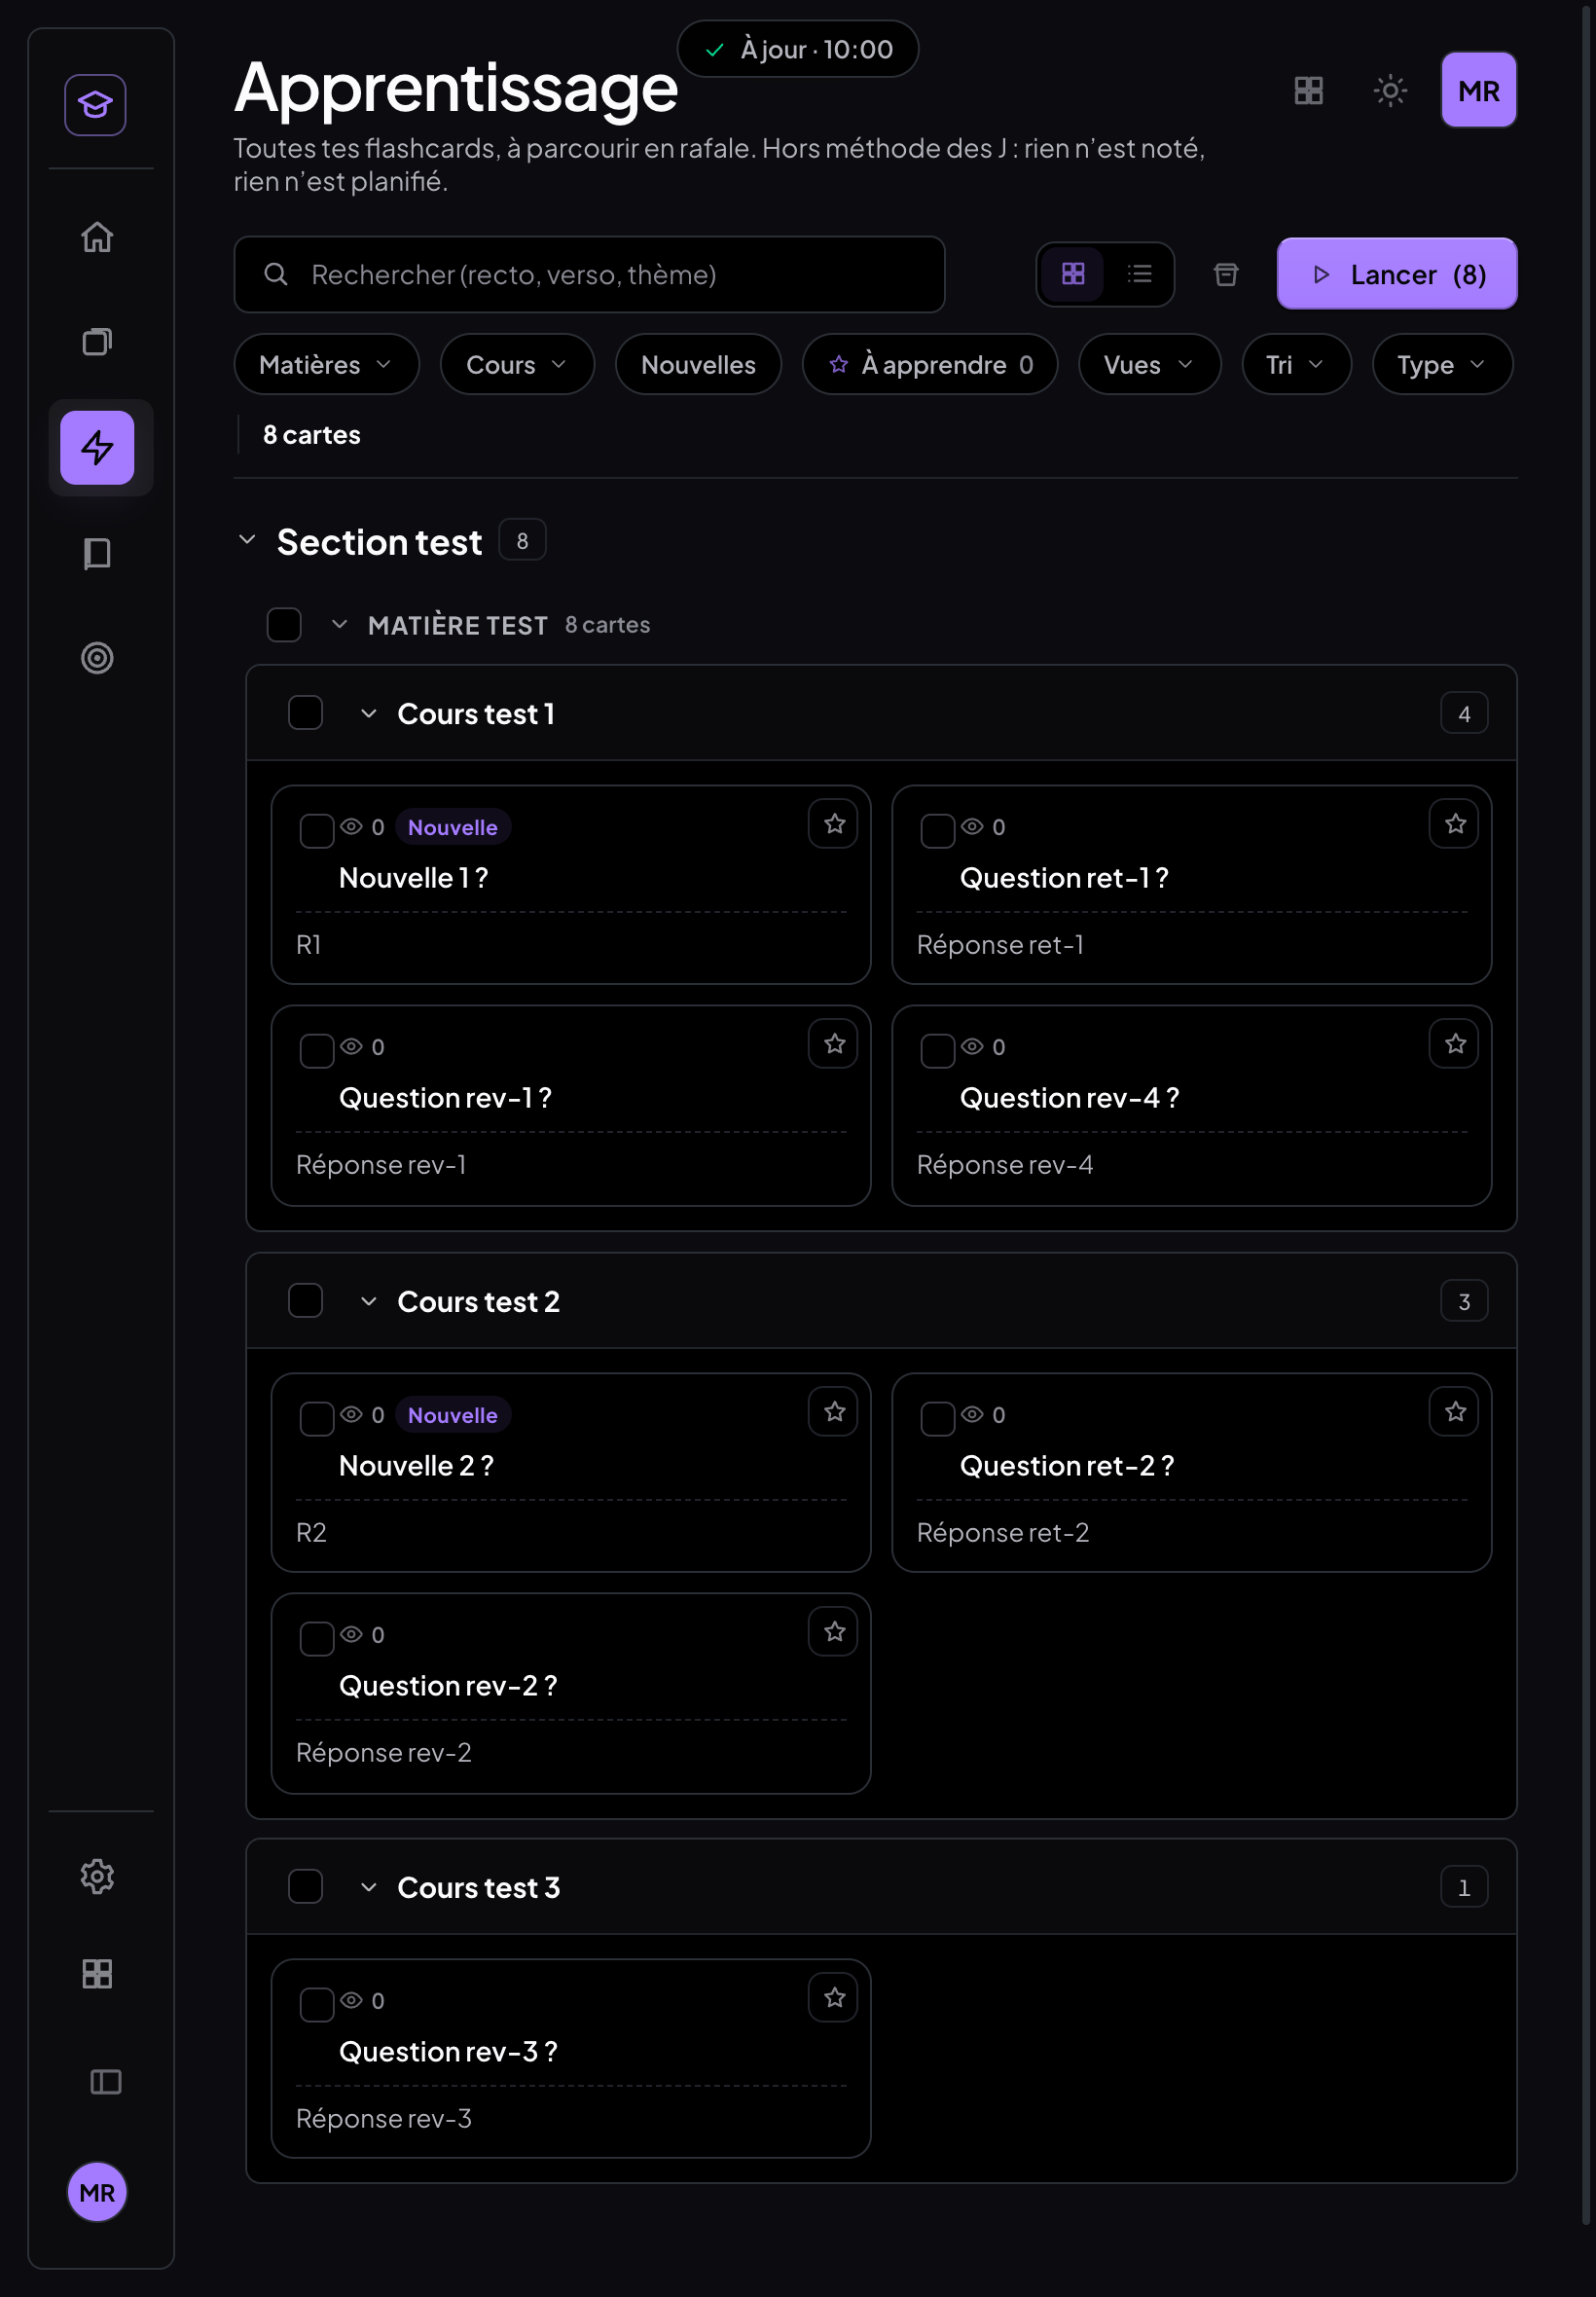 À jour · 10:00
Apprentissage
MR
Toutes tes flashcards, à parcourir en rafale. Hors méthode des J : rien n’est noté,
rien n’est planifié.
Rechercher (recto, verso, thème)
Lancer (8)
Matières
Cours
Nouvelles
À apprendre 0
Vues
Tri
Type
8 cartes
Section test 8
MATIÈRE TEST 8 cartes
Cours test 1 4
0 Nouvelle
Nouvelle 1 ?
R1
0
Question ret-1 ?
Réponse ret-1
0
Question rev-1 ?
Réponse rev-1
0
Question rev-4 ?
Réponse rev-4
Cours test 2 3
0 Nouvelle
Nouvelle 2 ?
R2
0
Question ret-2 ?
Réponse ret-2
0
Question rev-2 ?
Réponse rev-2
Cours test 3 1
0
Question rev-3 ?
Réponse rev-3
MR